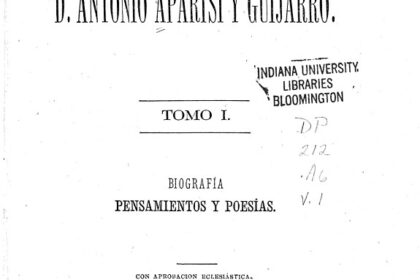 D. ANTONIO APARISI Y GUIJARRO.
INDIANA UNIVERSITY
LIBRARIES
BLOOMINGTON
TOMO I.
DP
212
.A6
V. 1
BIOGRAFÍA
PENSAMIENTOS Y POESÍAS.
CON APROBACION ECLESIÁSTICA.